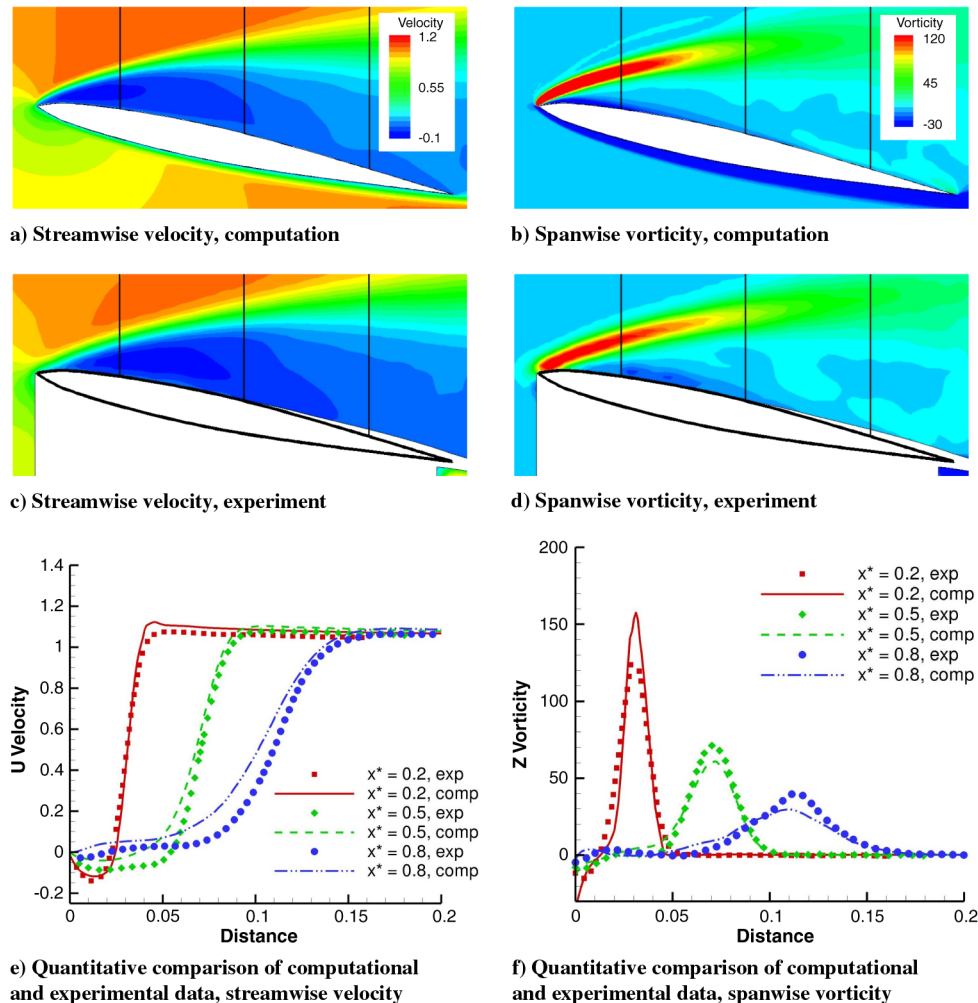 Velocity
1.2
0.55
-0.1
Vorticity
120
45
-30
a) Streamwise velocity, computation
b) Spanwise vorticity, computation
c) Streamwise velocity, experiment
d) Spanwise vorticity, experiment
1.4
1.2
1
0.8
0.6
0.4
0.2
0
-0.2
U Velocity
x* = 0.2, exp
x* = 0.2, comp
x* = 0.5, exp
x* = 0.5, comp
x* = 0.8, exp
x* = 0.8, comp
0
0.05
0.1
0.15
0.2
Distance
200
150
100
50
0
Z Vorticity
x* = 0.2, exp
x* = 0.2, comp
x* = 0.5, exp
x* = 0.5, comp
x* = 0.8, exp
x* = 0.8, comp
0
0.05
0.1
0.15
0.2
Distance
e) Quantitative comparison of computational
and experimental data, streamwise velocity
f) Quantitative comparison of computational
and experimental data, spanwise vorticity